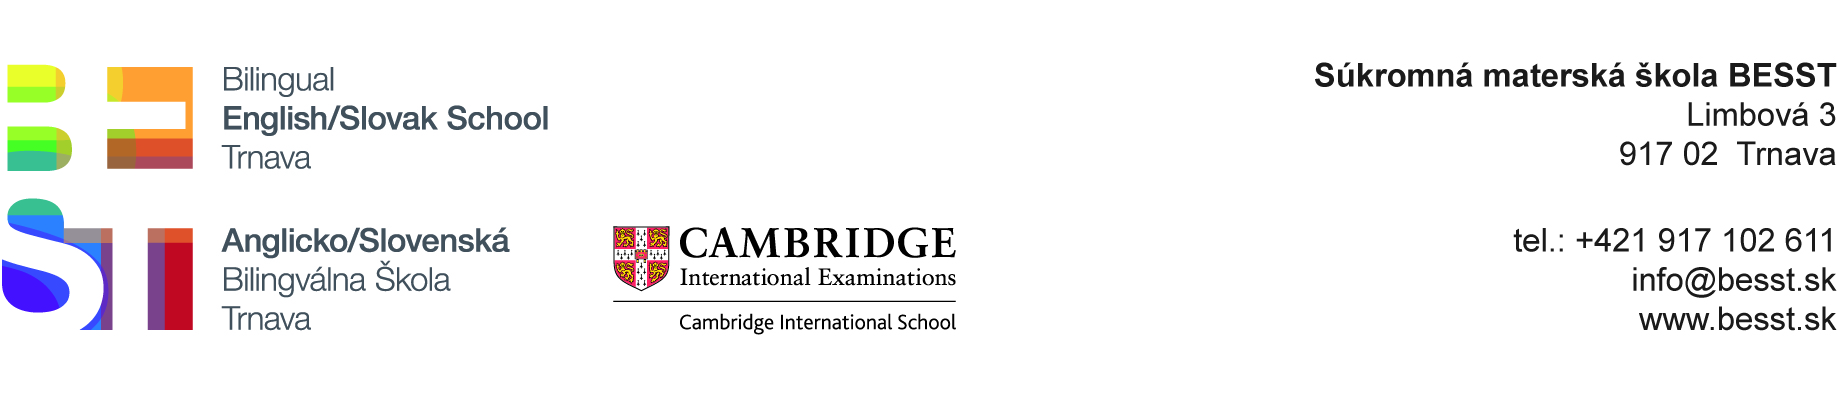 BESST
Bilingual
English/Slovak School
Trnava
Anglicko/Slovenská
Bilingválna Škola
Trnava
CAMBRIDGE
International Examinations
Cambridge International School
Súkromná materská škola BESST
Limbová 3
917 02  Trnava
tel.: +421 917 102 611
info@besst.sk
www.besst.sk